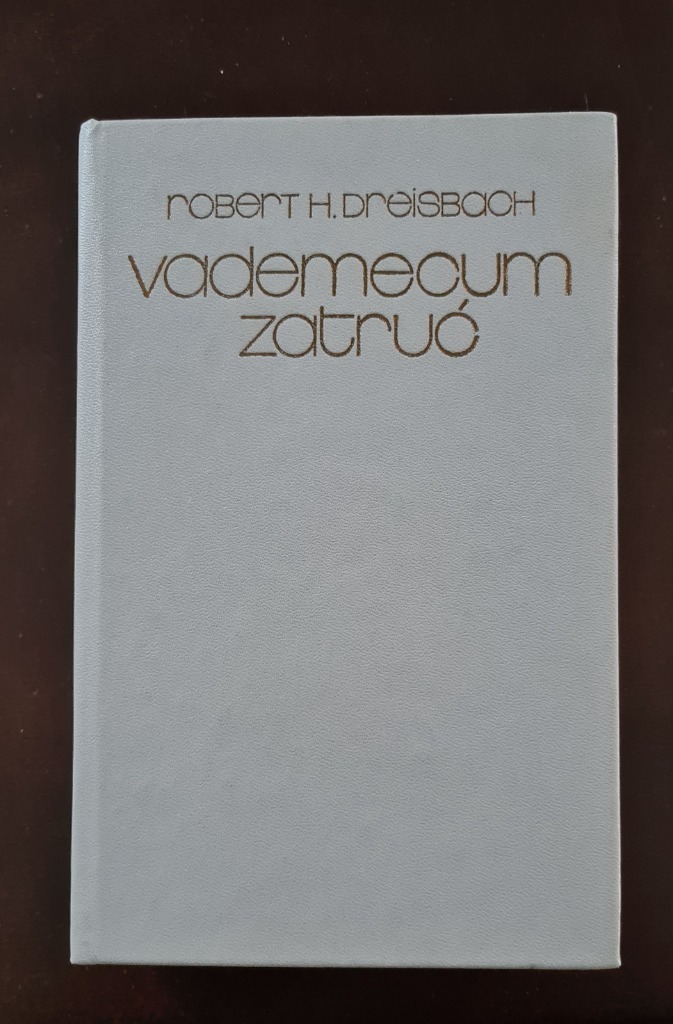 ROBERT H. DREISBACH
vademecum
zatruć